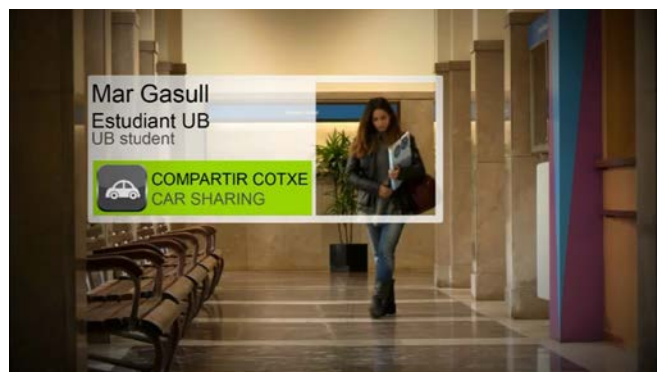 Mar Gasull
Estudiant UB
UB student
COMPARTIR COTXE
CAR SHARING